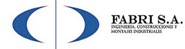 FABRI S.A.
INGENIERIA, CONSTRUCCIONES Y
MONTAJES INDUSTRIALES